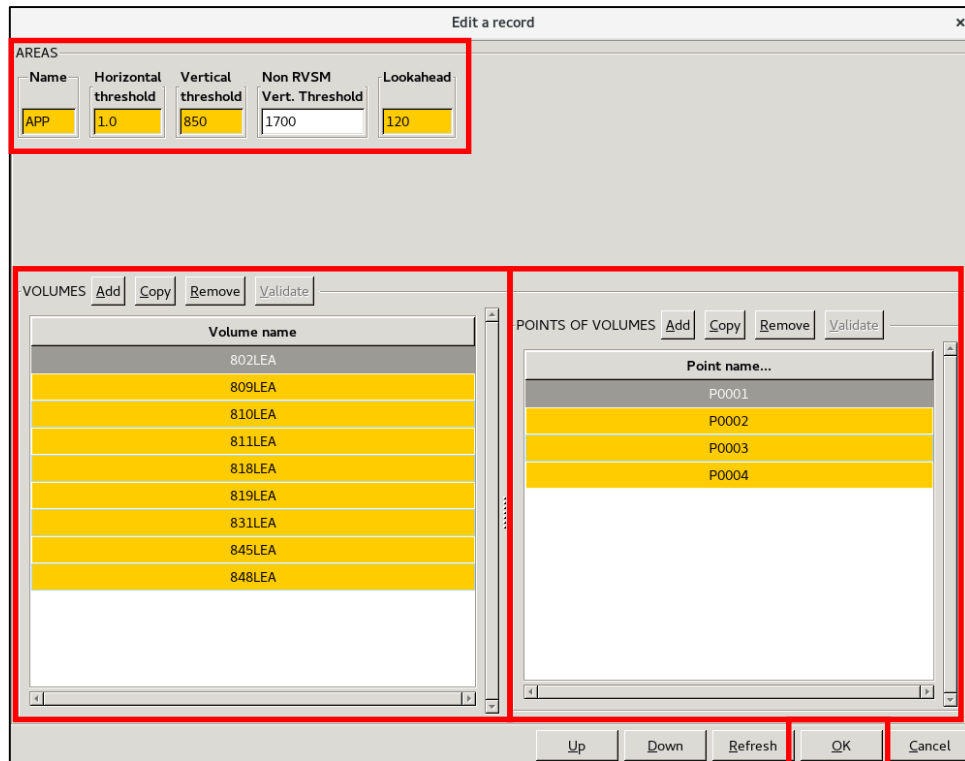 Edit a record x
AREAS
Name Horizontal threshold Vertical threshold Non RVSM Vert. Threshold Lookahead
APP 1.0 850 1700 120
VOLUMES Add Copy Remove Validate
Volume name
802LEA
809LEA
810LEA
811LEA
818LEA
819LEA
831LEA
845LEA
848LEA
POINTS OF VOLUMES Add Copy Remove Validate
Point name...
P0001
P0002
P0003
P0004
Up Down Refresh OK Cancel